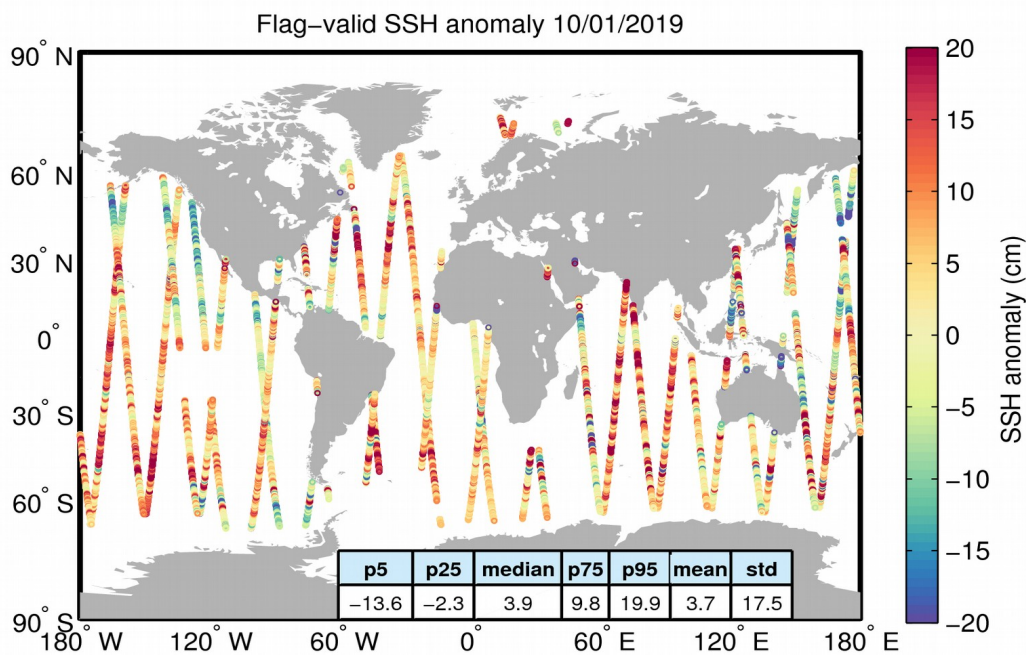 Flag−valid SSH anomaly 10/01/2019
90° N
60° N
30° N
0°
30° S
60° S
90° S
180° W
120° W
60° W
0°
60° E
120° E
180° E
p5 p25 median p75 p95 mean std
−13.6 −2.3 3.9 9.8 19.9 3.7 17.5
20
15
10
5
0
−5
−10
−15
−20
SSH anomaly (cm)